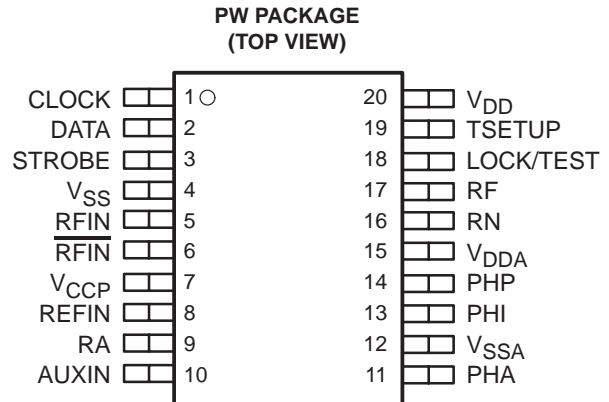 PW PACKAGE
(TOP VIEW)
CLOCK 1 20 VDD
DATA 2 19 TSETUP
STROBE 3 18 LOCK/TEST
VSS 4 17 RF
RFIN 5 16 RN
RFIN 6 15 VDDA
VCCP 7 14 PHP
REFIN 8 13 PHI
RA 9 12 VSSA
AUXIN 10 11 PHA